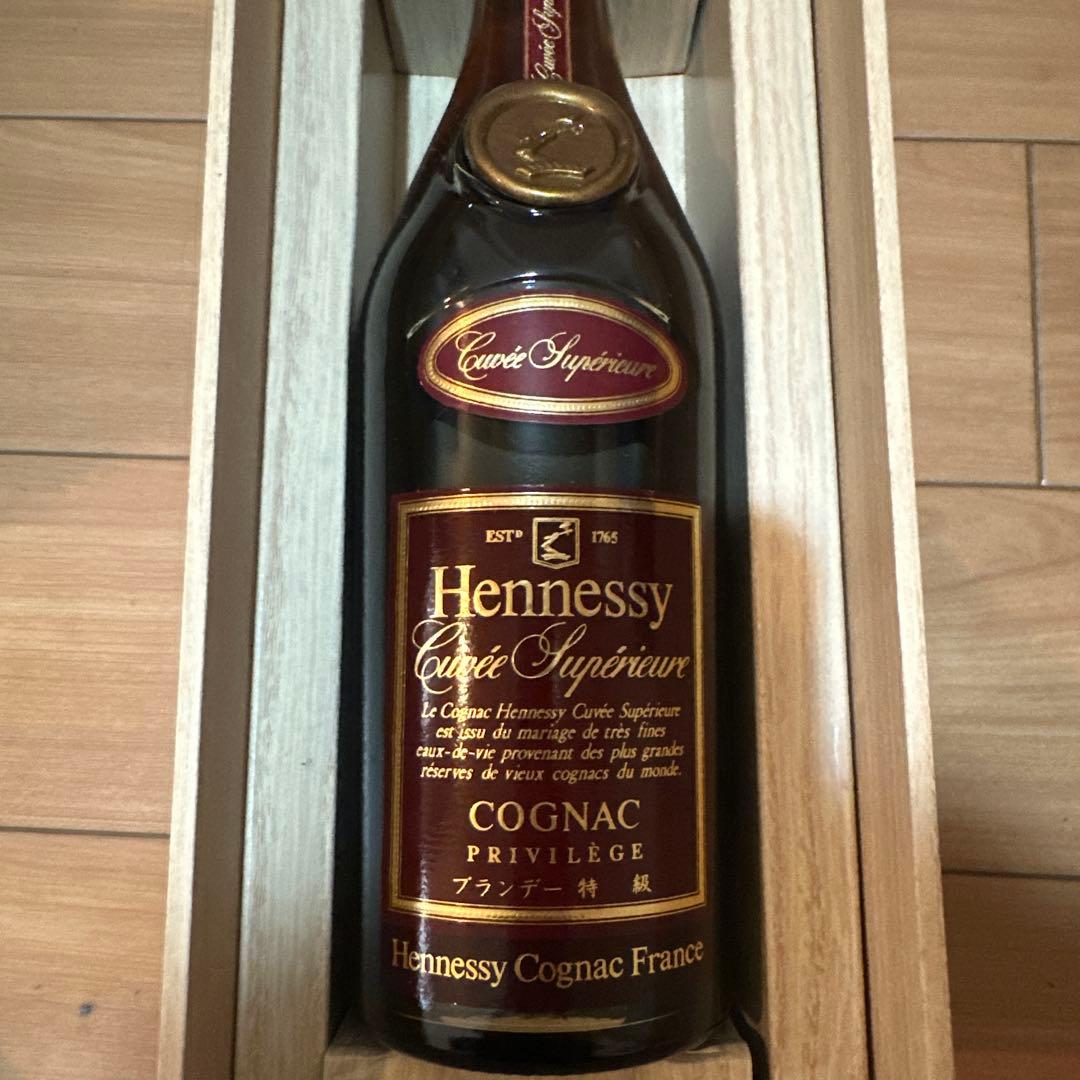 Cuvée Sup
Cuvée Supérieure
ESTD 1765
Hennessy
Cuvée Supérieure
Le Cognac Hennessy Cuvée Supérieure
est issu du mariage de très fines
eaux-de-vie provenant des plus grandes
réserves de vieux cognacs du monde.
COGNAC
PRIVILÈGE
ブランデー 特 級
Hennessy Cognac France